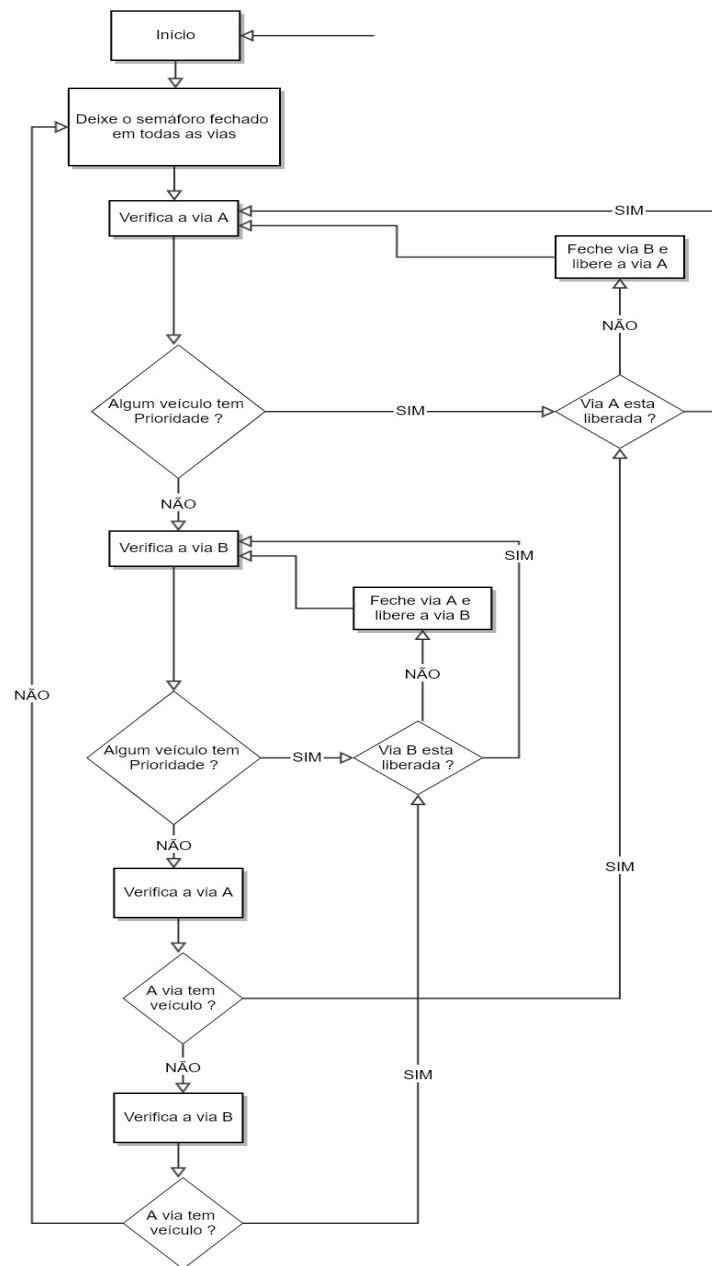 Início
Deixe o semáforo fechado
em todas as vias
Verifica a via A
SIM
Feche via B e
libere a via A
NÃO
Algum veículo tem
Prioridade ?
SIM
Via A esta
liberada ?
NÃO
Verifica a via B
SIM
Feche via A e
libere a via B
NÃO
NÃO
Algum veículo tem
Prioridade ?
SIM
Via B esta
liberada ?
NÃO
SIM
Verifica a via A
A via tem
veículo ?
NÃO
SIM
Verifica a via B
A via tem
veículo ?